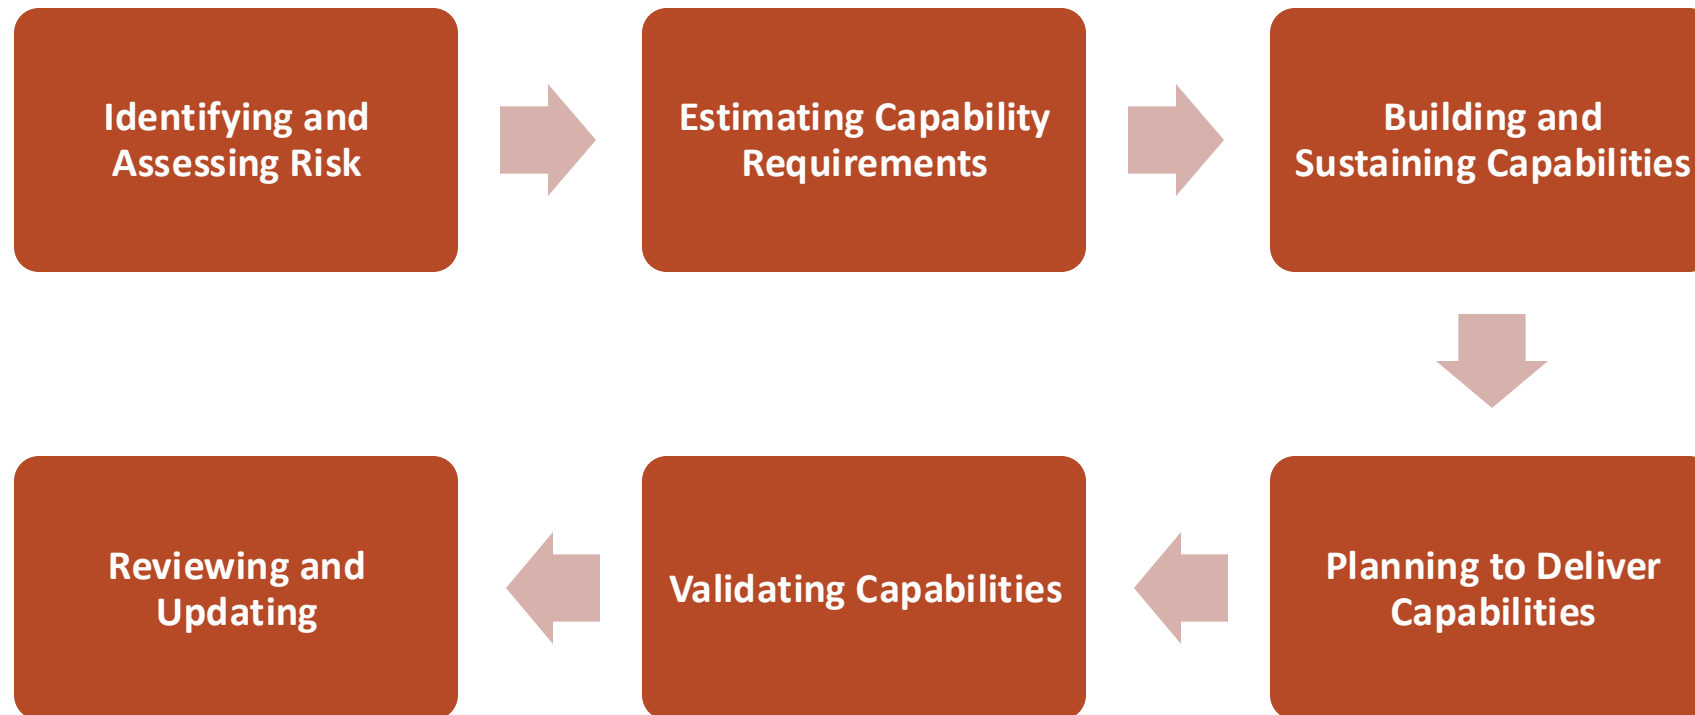 Identifying and
Assessing Risk
Estimating Capability
Requirements
Building and
Sustaining Capabilities
Planning to Deliver
Capabilities
Validating Capabilities
Reviewing and
Updating